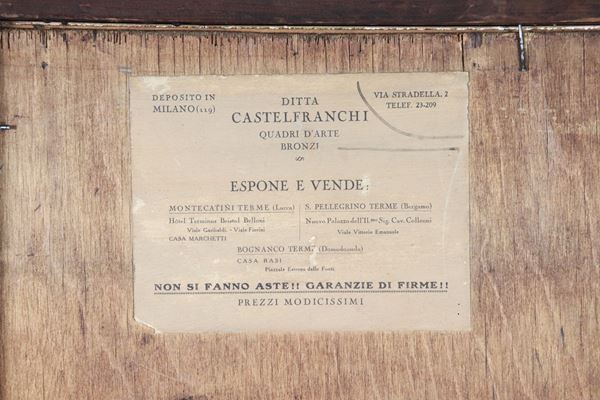 DEPOSITO IN
MILANO (119)
DITTA
CASTELFRANCHI
QUADRI D'ARTE
BRONZI
VIA STRADELLA, 2
TELEF. 23-209
ESPONE E VENDE:
MONTECATINI TERME (Lucca)
Hôtel Terminus Bristol Belloni
Viale Garibaldi - Viale Fiorini
CASA MARCHETTI
S. PELLEGRINO TERME (Bergamo)
Nuovo Palazzo dell'Ill.mo Sig. Cav. Colleoni
Viale Vittorio Emanuele
BOGNANCO TERME (Domodossola)
CASA RASI
Piazzale Esterno delle Fonti
NON SI FANNO ASTE!! GARANZIE DI FIRME!!
PREZZI MODICISSIMI